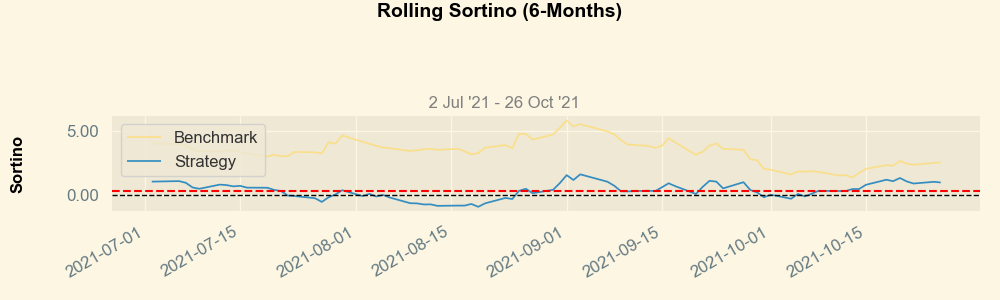 Rolling Sortino (6-Months)
2 Jul '21 - 26 Oct '21
Sortino
5.00
0.00
Benchmark
Strategy
2021-07-01
2021-07-15
2021-08-01
2021-08-15
2021-09-01
2021-09-15
2021-10-01
2021-10-15